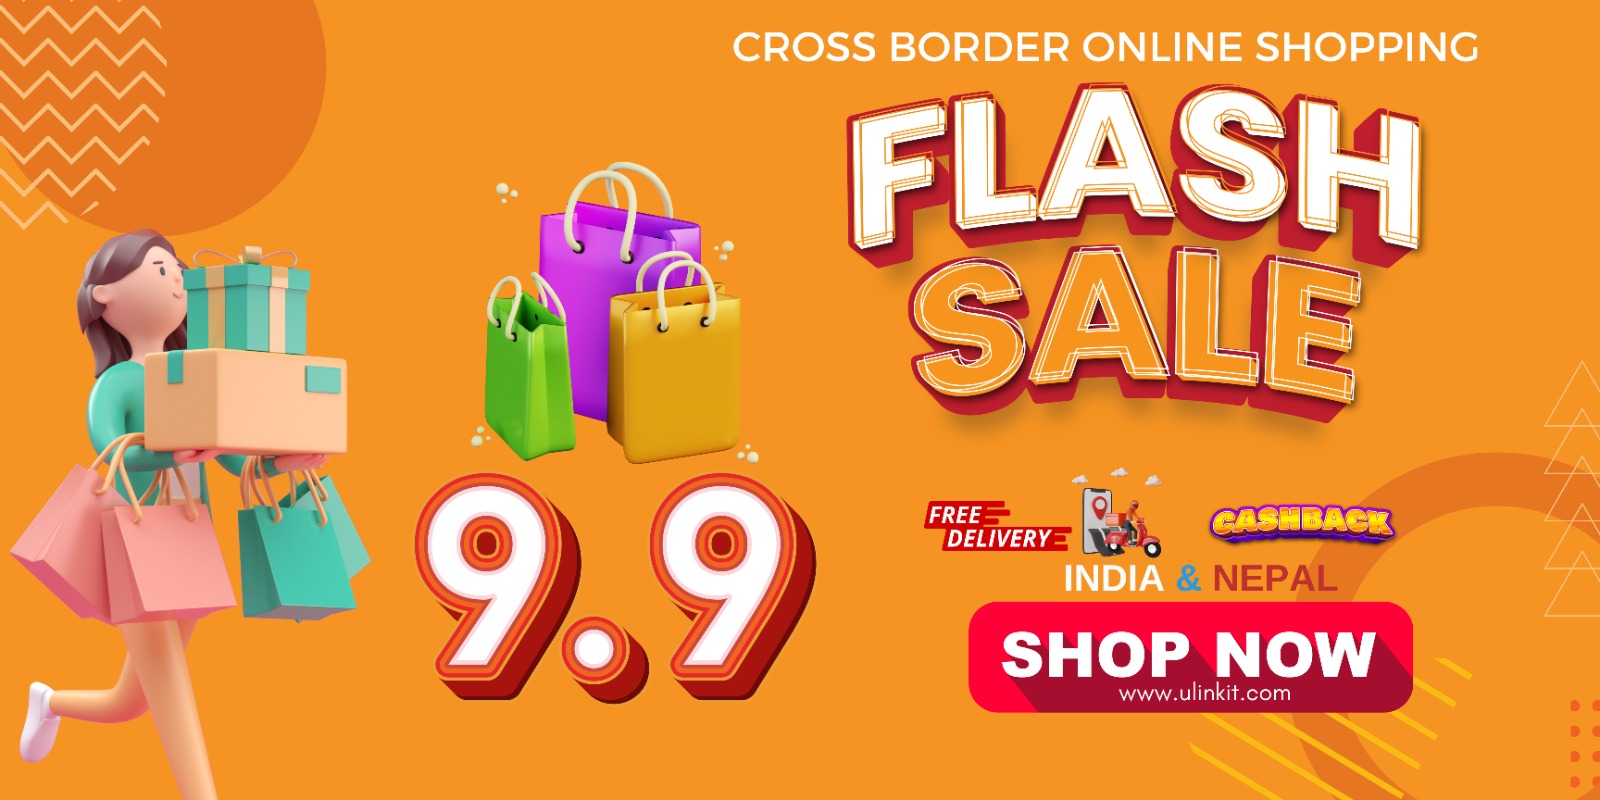 CROSS BORDER ONLINE SHOPPING
FLASH
SALE
9.9
FREE
DELIVERY
CASHBACK
INDIA & NEPAL
SHOP NOW
www.ulinkit.com